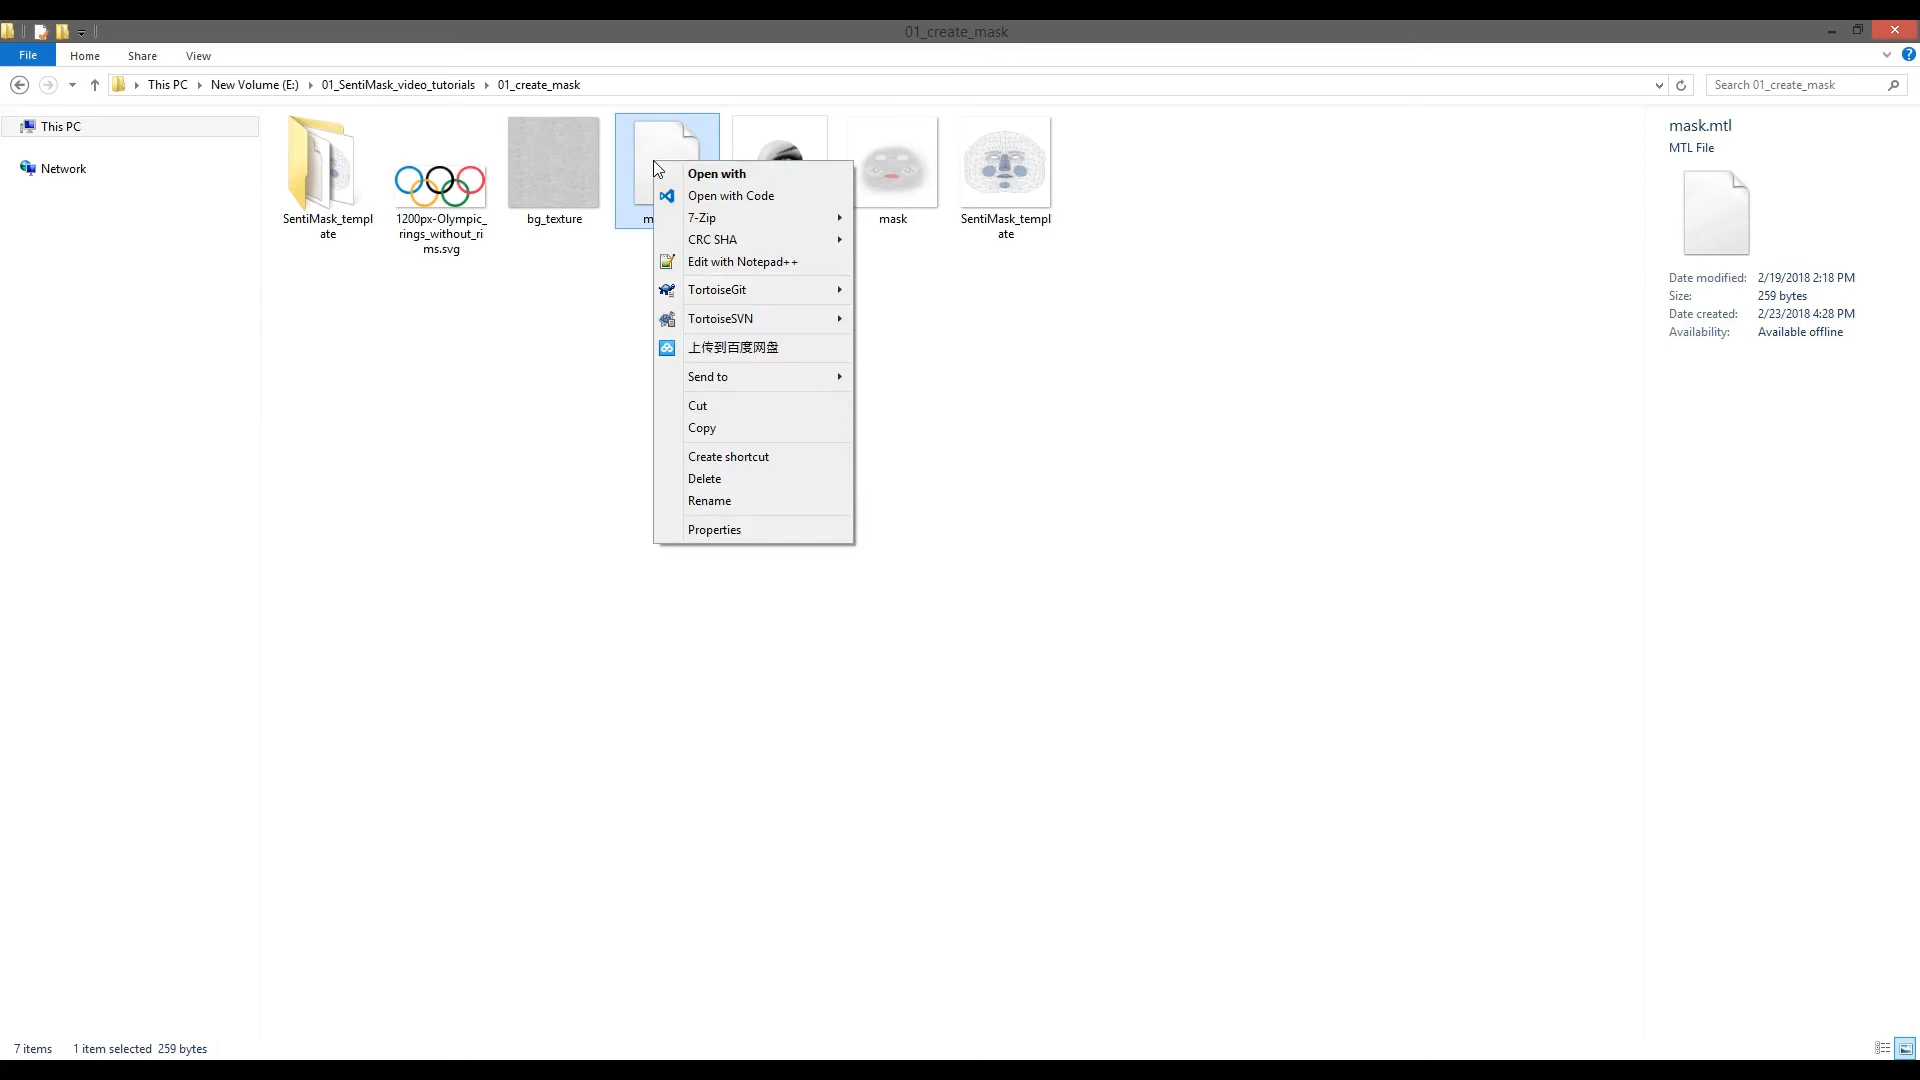 01_create_mask
File Home Share View
This PC New Volume (E:) 01_SentiMask_video_tutorials 01_create_mask
Search 01_create_mask
This PC
Network
SentiMask_templ
ate
1200px-Olympic_
rings_without_ri
ms.svg
bg_texture
m
mask
SentiMask_templ
ate
Open with
Open with Code
7-Zip
CRC SHA
Edit with Notepad++
TortoiseGit
TortoiseSVN
上传到百度网盘
Send to
Cut
Copy
Create shortcut
Delete
Rename
Properties
mask.mtl
MTL File
Date modified: 2/19/2018 2:18 PM
Size: 259 bytes
Date created: 2/23/2018 4:28 PM
Availability: Available offline
7 items 1 item selected 259 bytes